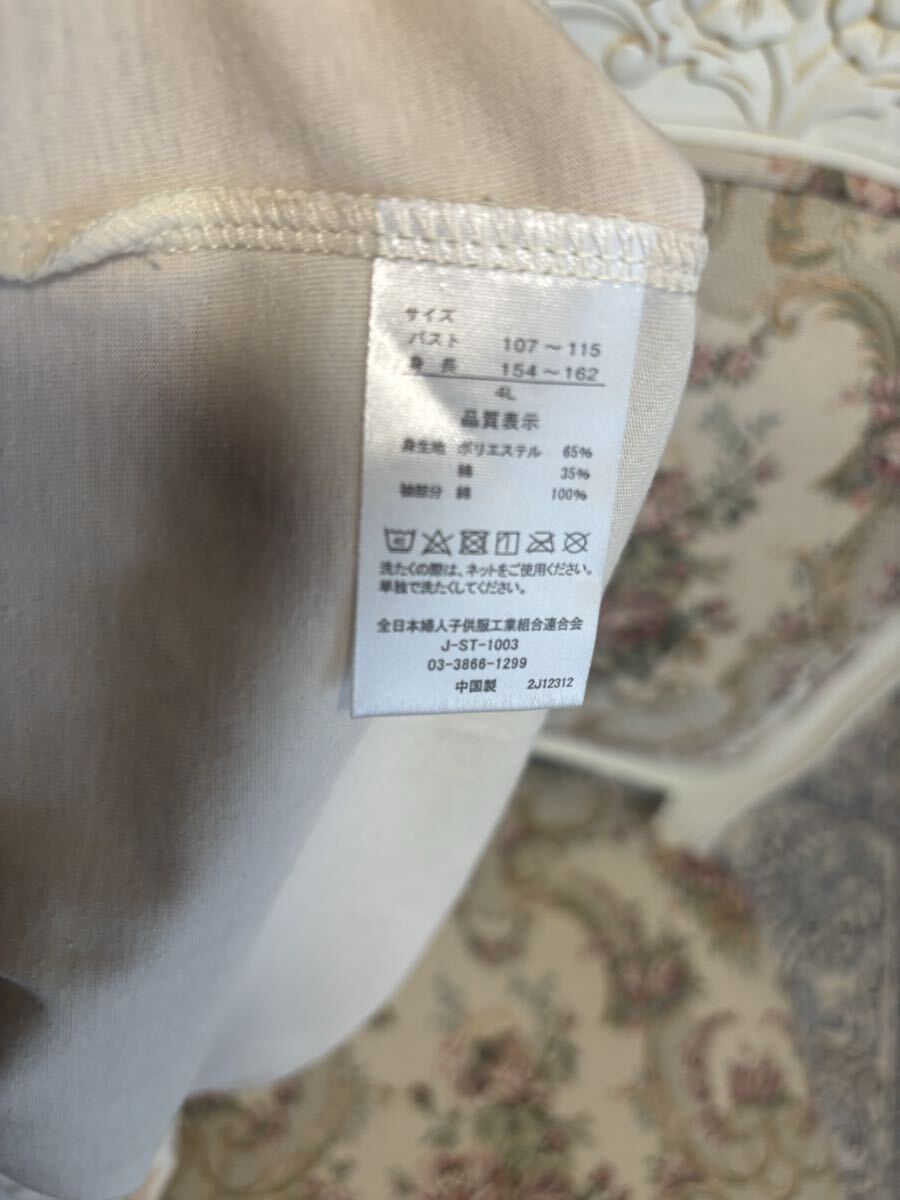 サイズ
バスト 107～115
身長 154～162
4L
品質表示
身生地 ポリエステル 65%
綿 35%
袖部分 綿 100%
40
洗たくの際は、ネットをご使用ください。
単独で洗たくしてください。
全日本婦人子供服工業組合連合会
J-ST-1003
03-3866-1299
中国製 2J12312